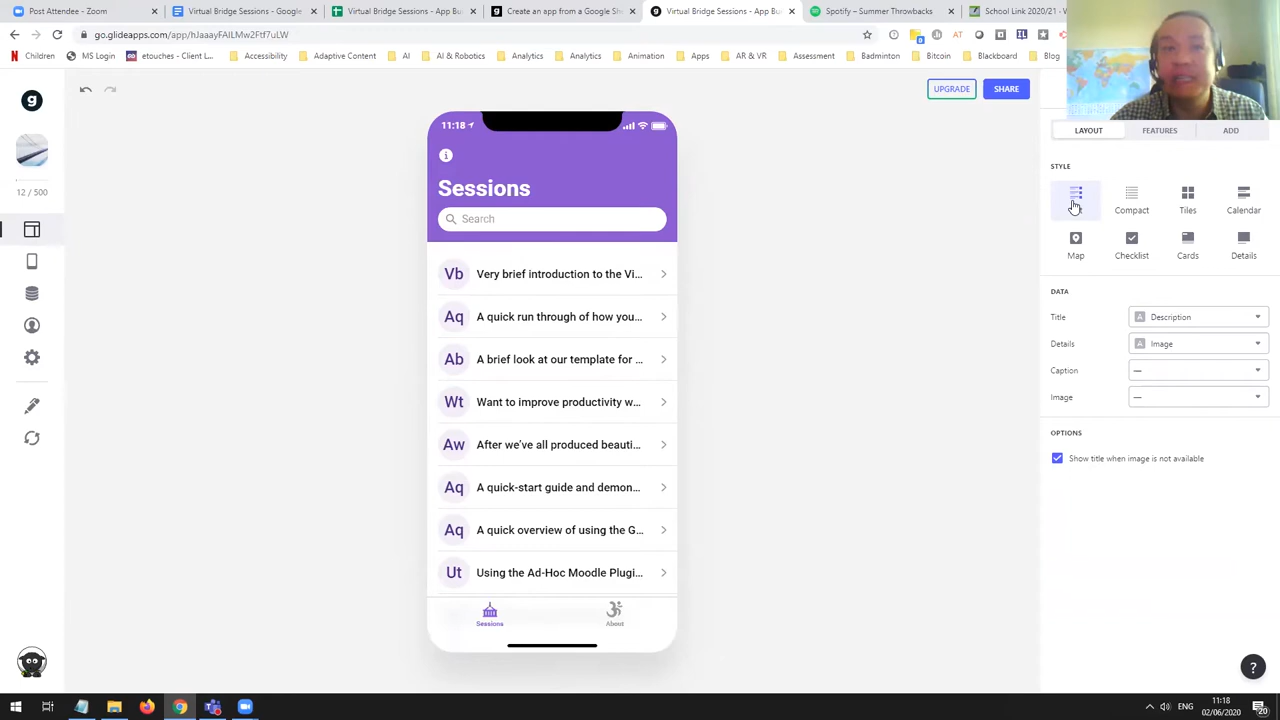 Post Attendee - Zoom
Virtual Bridge Sessions - Google
Virtual Bridge Sessions - App Bu
Create an app from a Google She
Virtual Bridge Sessions - App Bui
Spotify – Summer Throwbacks
School Link 2020/21 -
go.glideapps.com/app/hJaaayFAILMw2Ftf7uLW
Children
MS Login
etouches - Client L...
Accessibility
Adaptive Content
AI
AI & Robotics
Analytics
Analytics
Animation
Apps
AR & VR
Assessment
Badminton
Bitcoin
Blackboard
Blog
g
UPGRADE
SHARE
12 / 500
11:18
Sessions
Search
Vb Very brief introduction to the Vi...
Aq A quick run through of how you...
Ab A brief look at our template for ...
Wt Want to improve productivity w...
Aw After we've all produced beauti...
Aq A quick-start guide and demon...
Aq A quick overview of using the G...
Ut Using the Ad-Hoc Moodle Plugi...
Sessions
About
LAYOUT
FEATURES
ADD
STYLE
Compact
Tiles
Calendar
Map
Checklist
Cards
Details
DATA
Title
Description
Details
Image
Caption
—
Image
—
OPTIONS
Show title when image is not available
?
ENG
11:18
02/06/2020
20